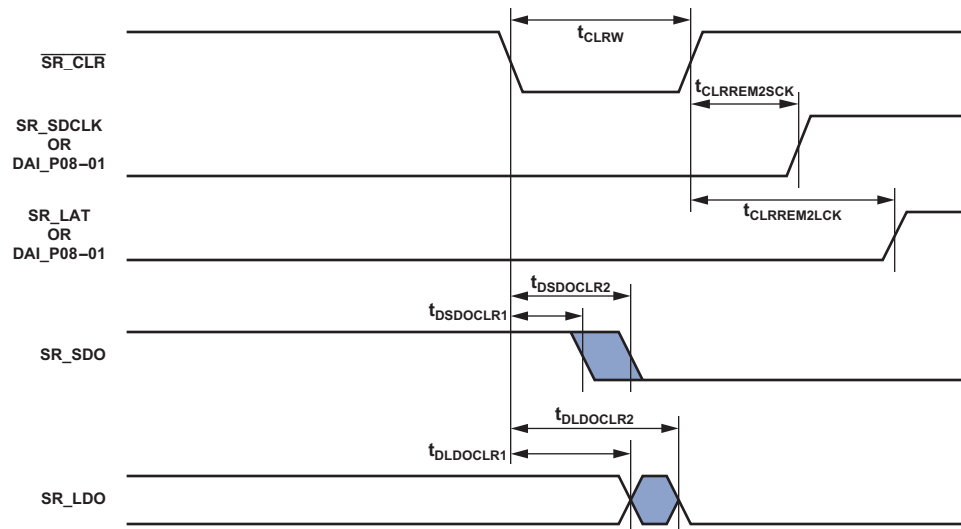 tCLRW
SR_CLR
tCLRREM2SCK
SR_SDCLK
OR
DAI_P08–01
SR_LAT
OR
DAI_P08–01
tCLRREM2LCK
tDSDOCLR2
tDSDOCLR1
SR_SDO
tDLDOCLR2
tDLDOCLR1
SR_LDO